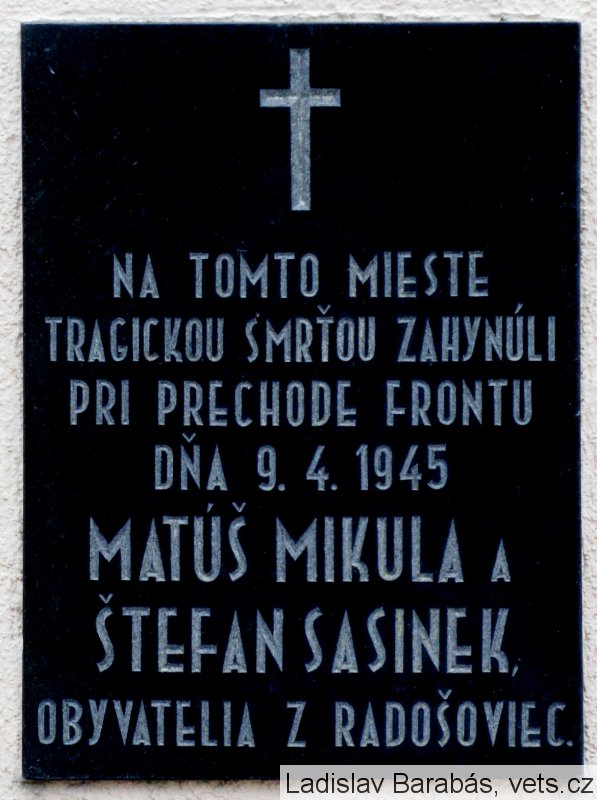 NA TOMTO MIESTE
TRAGICKOU SMRŤOU ZAHYNÚLI
PRI PRECHODE FRONTU
DŇA 9. 4. 1945
MATÚŠ MIKULA A
ŠTEFAN SASINEK,
OBYVATELIA Z RADOŠOVIEC.
Ladislav Barabás, vets.cz